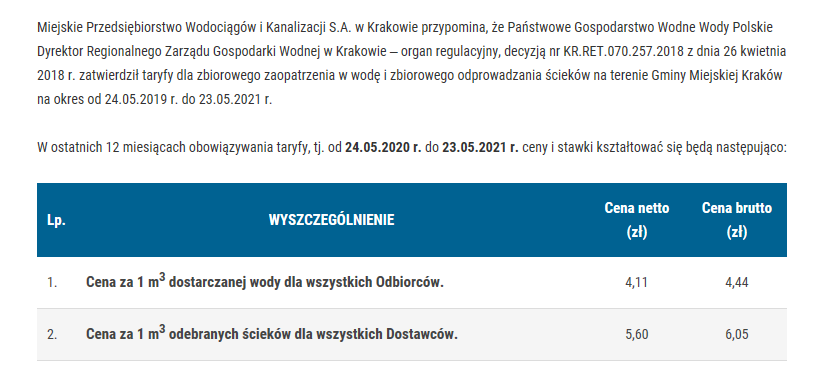 Miejskie Przedsiębiorstwo Wodociągów i Kanalizacji S.A. w Krakowie przypomina, że Państwowe Gospodarstwo Wodne Wody Polskie
Dyrektor Regionalnego Zarządu Gospodarki Wodnej w Krakowie – organ regulacyjny, decyzją nr KR.RET.070.257.2018 z dnia 26 kwietnia
2018 r. zatwierdził taryfy dla zbiorowego zaopatrzenia w wodę i zbiorowego odprowadzania ścieków na terenie Gminy Miejskiej Kraków
na okres od 24.05.2019 r. do 23.05.2021 r.
W ostatnich 12 miesiącach obowiązywania taryfy, tj. od 24.05.2020 r. do 23.05.2021 r. ceny i stawki kształtować się będą następująco:
Lp. WYSZCZEGÓLNIENIE Cena netto (zł) Cena brutto (zł)
1. Cena za 1 m³ dostarczanej wody dla wszystkich Odbiorców. 4,11 4,44
2. Cena za 1 m³ odebranych ścieków dla wszystkich Dostawców. 5,60 6,05